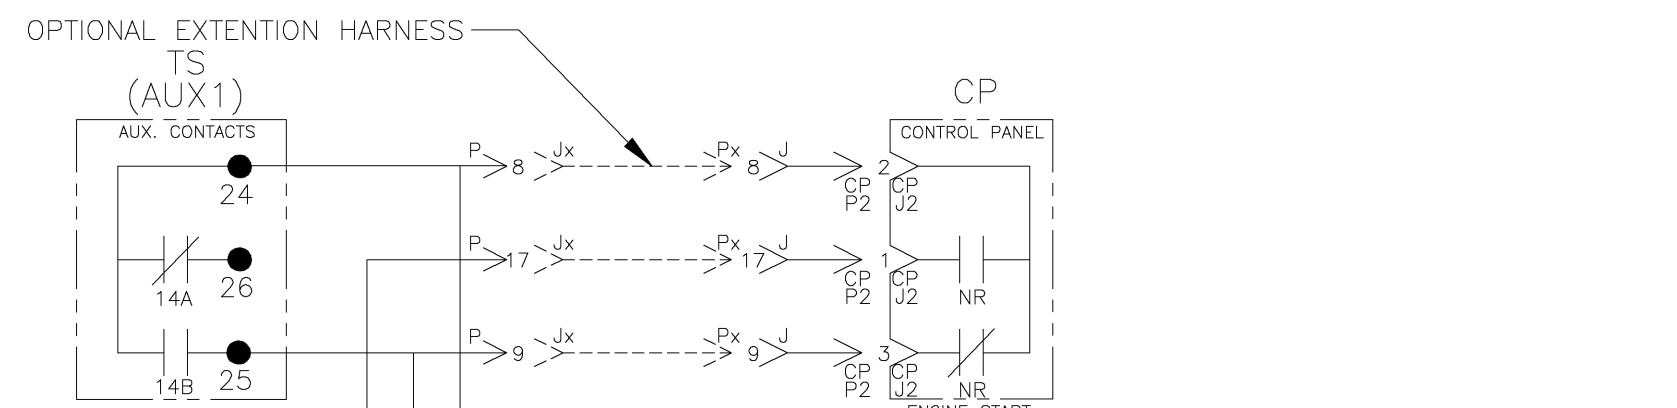 OPTIONAL EXTENTION HARNESS
TS
(AUX1)
CP
AUX. CONTACTS
CONTROL PANEL
P 8 Jx Px 8 J 2
24
CP CP
P2 J2
P 17 Jx Px 17 J 1
26
CP CP
P2 J2
14A
NR
P 9 Jx Px 9 J 3
25
CP CP
P2 J2
14B
NR
ENGINE START